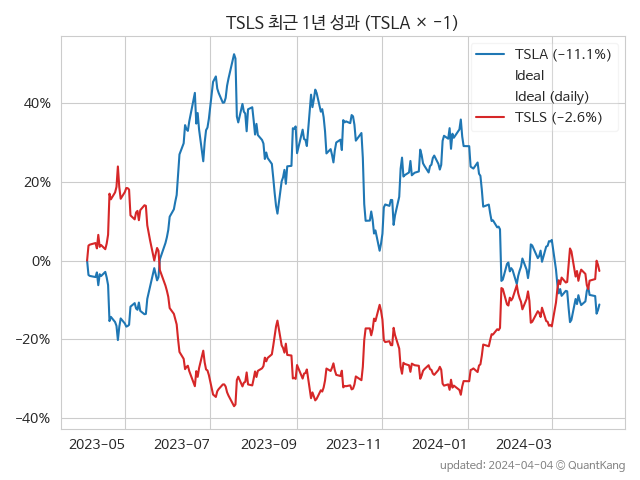 TSLS 최근 1년 성과 (TSLA × −1)
TSLA (−11.1%)
Ideal
Ideal (daily)
TSLS (−2.6%)
40%
20%
0%
−20%
−40%
2023-05
2023-07
2023-09
2023-11
2024-01
2024-03
updated: 2024-04-04 © QuantKang